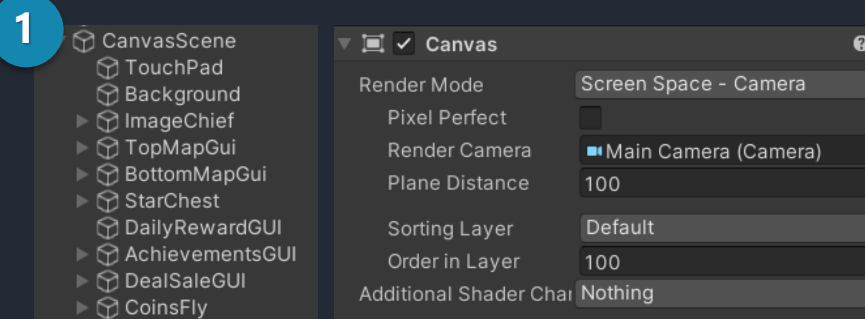 1
CanvasScene
TouchPad
Background
ImageChief
TopMapGui
BottomMapGui
StarChest
DailyRewardGUI
AchievementsGUI
DealSaleGUI
CoinsFly
Canvas
Render Mode Screen Space - Camera
Pixel Perfect
Render Camera Main Camera (Camera)
Plane Distance 100
Sorting Layer Default
Order in Layer 100
Additional Shader Chan Nothing